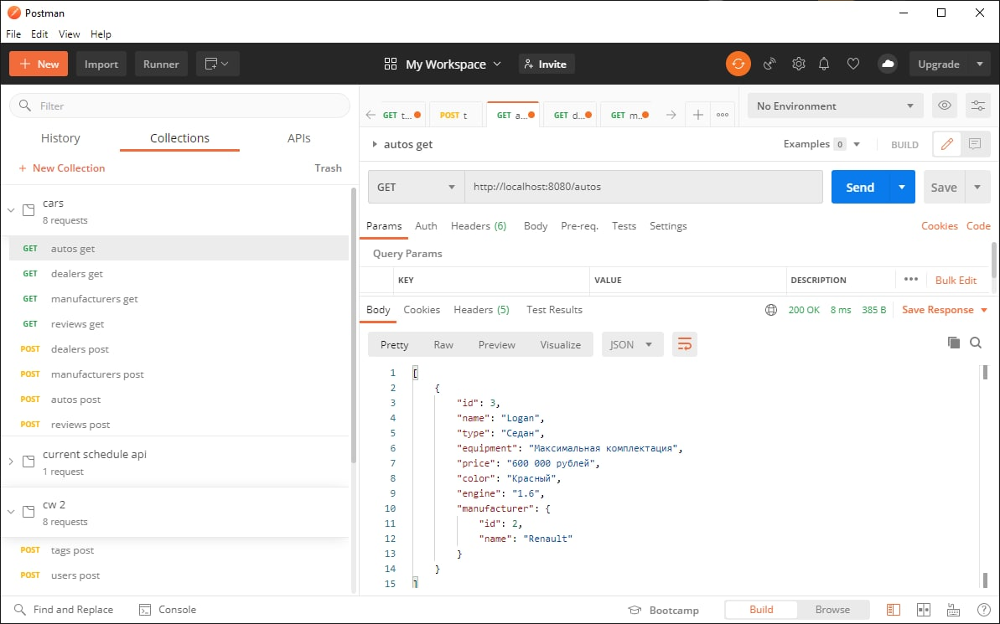 Postman
File Edit View Help
New Import Runner My Workspace Invite Upgrade
Filter
History Collections APIs
+ New Collection Trash
cars
8 requests
GET autos get
GET dealers get
GET manufacturers get
GET reviews get
POST dealers post
POST manufacturers post
POST autos post
POST reviews post
current schedule api
1 request
cw 2
8 requests
POST tags post
POST users post
GET t... POST t GET a... GET d... GET m... No Environment
autos get Examples 0 BUILD
GET http://localhost:8080/autos Send Save
Params Auth Headers (6) Body Pre-req. Tests Settings Cookies Code
Query Params
KEY VALUE DESCRIPTION Bulk Edit
Body Cookies Headers (5) Test Results 200 OK 8 ms 385 B Save Response
Pretty Raw Preview Visualize JSON
1 [
2 {
3 "id": 3,
4 "name": "Logan",
5 "type": "Седан",
6 "equipment": "Максимальная комплектация",
7 "price": "600 000 рублей",
8 "color": "Красный",
9 "engine": "1.6",
10 "manufacturer": {
11 "id": 2,
12 "name": "Renault"
13 }
14 }
15 ]
Find and Replace Console Bootcamp Build Browse